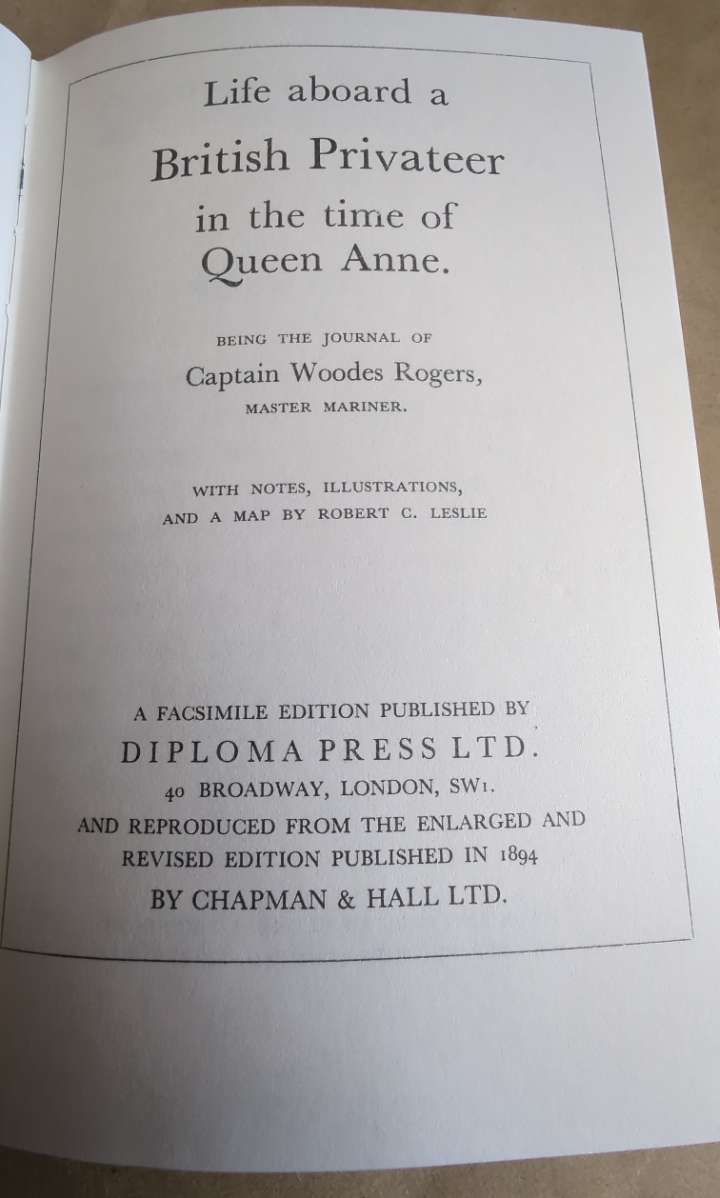 Life aboard a
British Privateer
in the time of
Queen Anne.
BEING THE JOURNAL OF
Captain Woodes Rogers,
MASTER MARINER.
WITH NOTES, ILLUSTRATIONS,
AND A MAP BY ROBERT C. LESLIE
A FACSIMILE EDITION PUBLISHED BY
DIPLOMA PRESS LTD.
40 BROADWAY, LONDON, SW1.
AND REPRODUCED FROM THE ENLARGED AND
REVISED EDITION PUBLISHED IN 1894
BY CHAPMAN & HALL LTD.